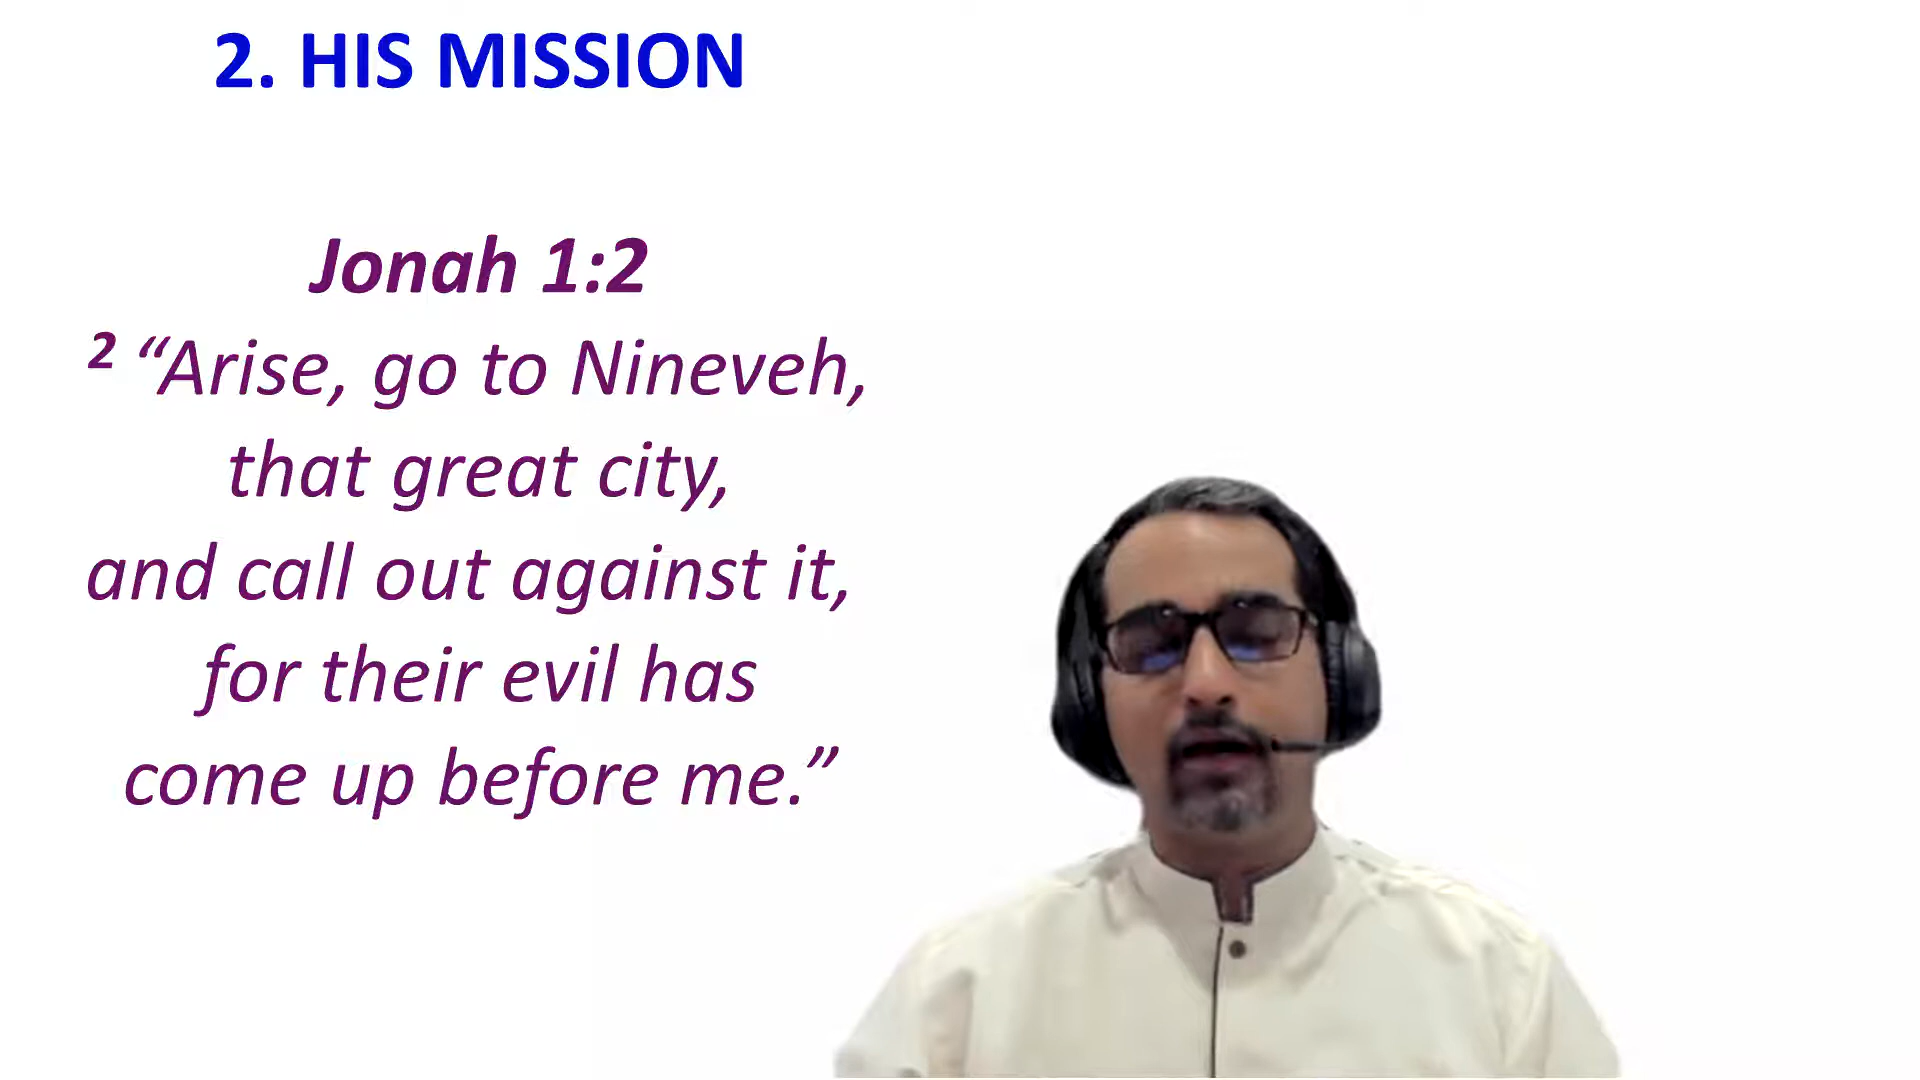 2. HIS MISSION
Jonah 1:2
2 “Arise, go to Nineveh,
that great city,
and call out against it,
for their evil has
come up before me.”